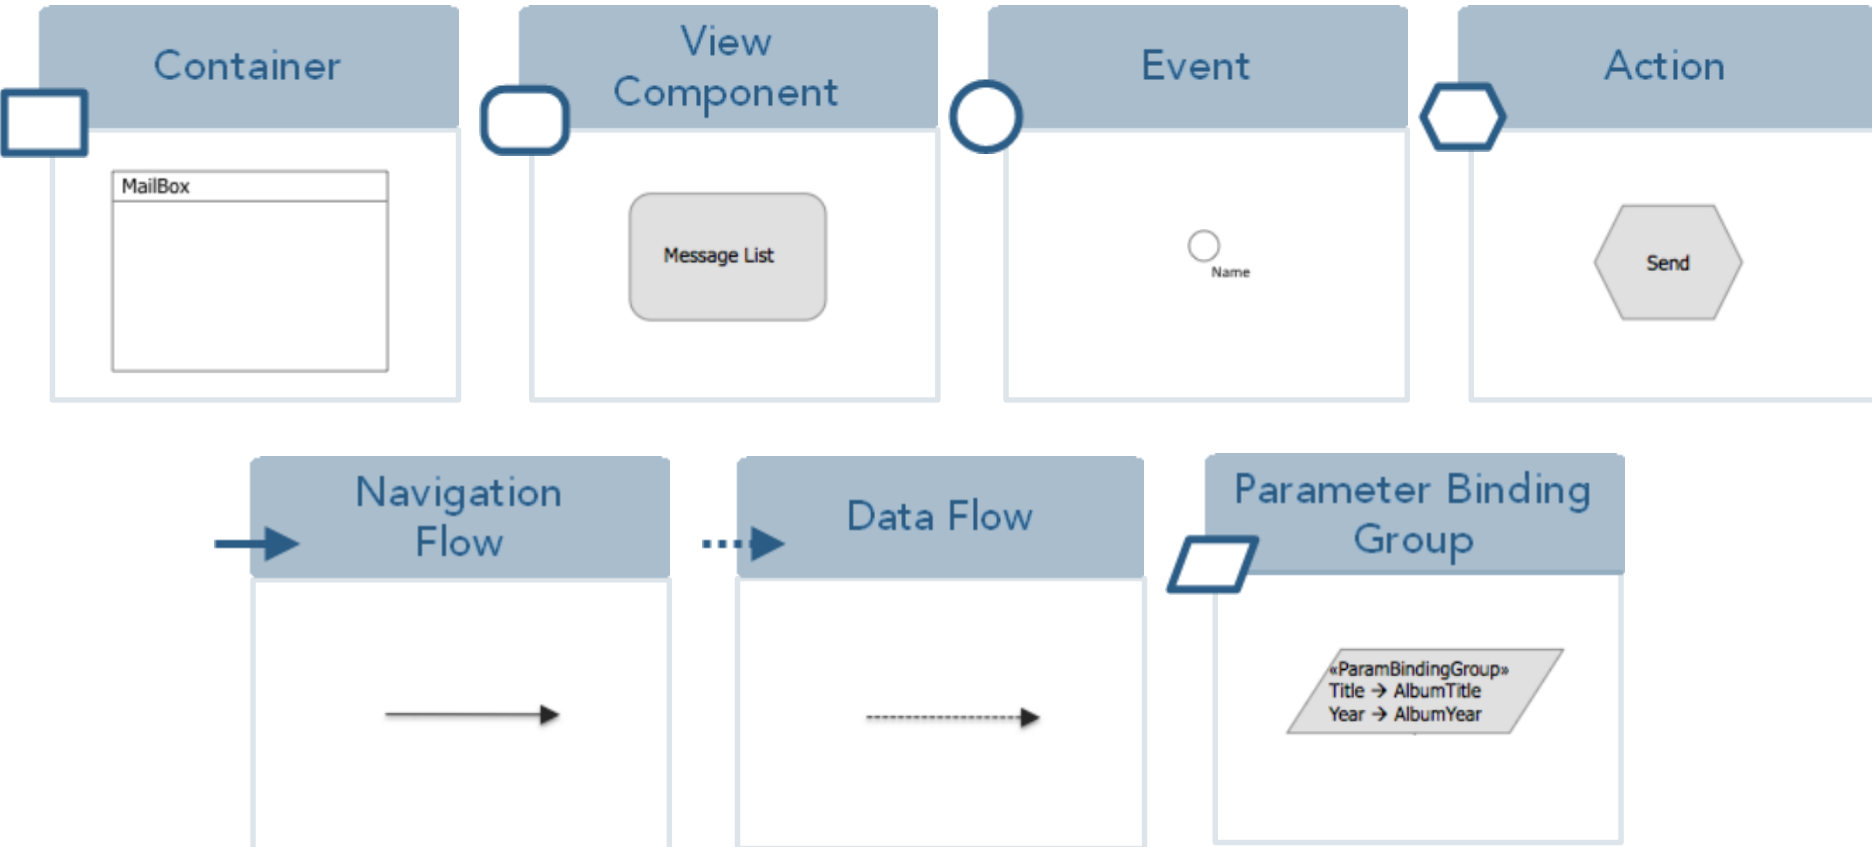 Container
MailBox
View
Component
Message List
Event
Name
Action
Send
Navigation
Flow
Data Flow
Parameter Binding
Group
«ParamBindingGroup»
Title → AlbumTitle
Year → AlbumYear